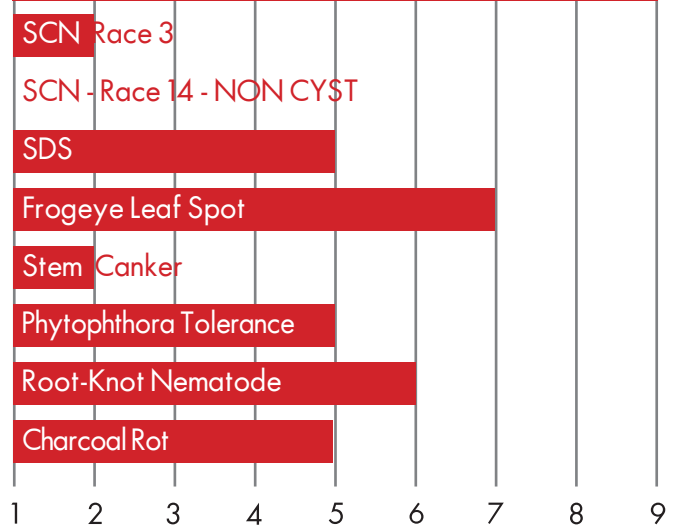 SCN Race 3
SCN - Race 14 - NON CYST
SDS
Frogeye Leaf Spot
Stem Canker
Phytophthora Tolerance
Root-Knot Nematode
Charcoal Rot
1 2 3 4 5 6 7 8 9